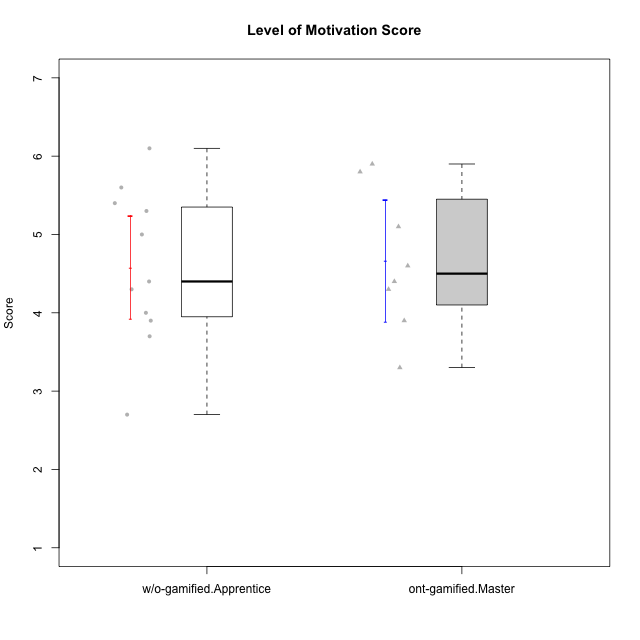 Level of Motivation Score
7
6
5
4
3
2
1
Score
w/o-gamified.Apprentice
ont-gamified.Master